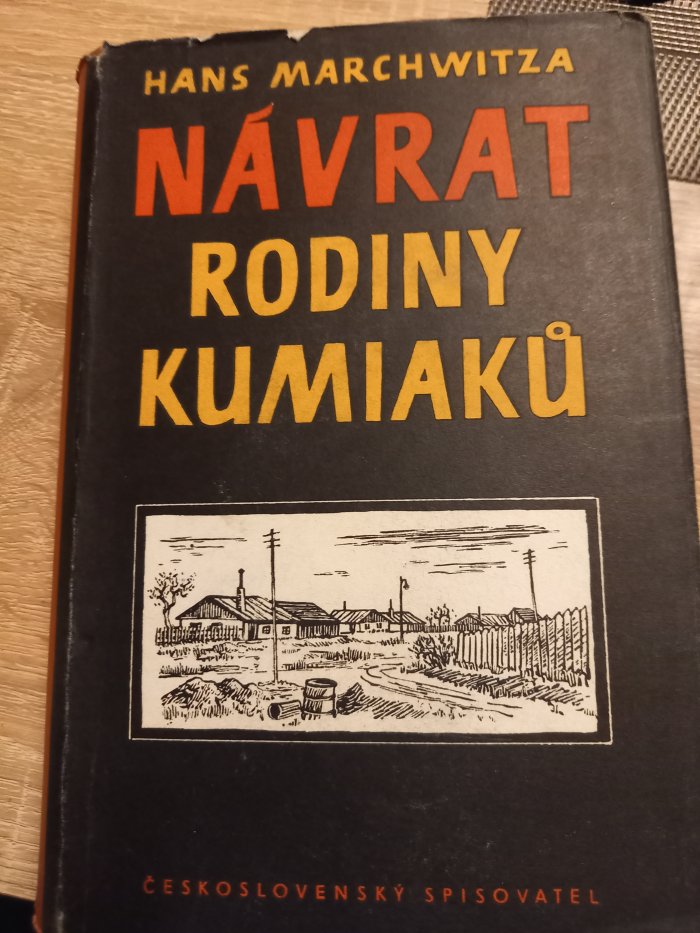 HANS MARCHWITZA
NÁVRAT
RODINY
KUMIAKŮ
ČESKOSLOVENSKÝ SPISOVATEL